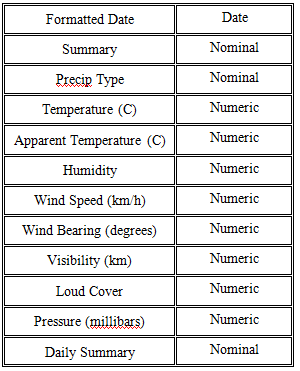 Formatted Date Date
Summary Nominal
Precip Type Nominal
Temperature (C) Numeric
Apparent Temperature (C) Numeric
Humidity Numeric
Wind Speed (km/h) Numeric
Wind Bearing (degrees) Numeric
Visibility (km) Numeric
Loud Cover Numeric
Pressure (millibars) Numeric
Daily Summary Nominal